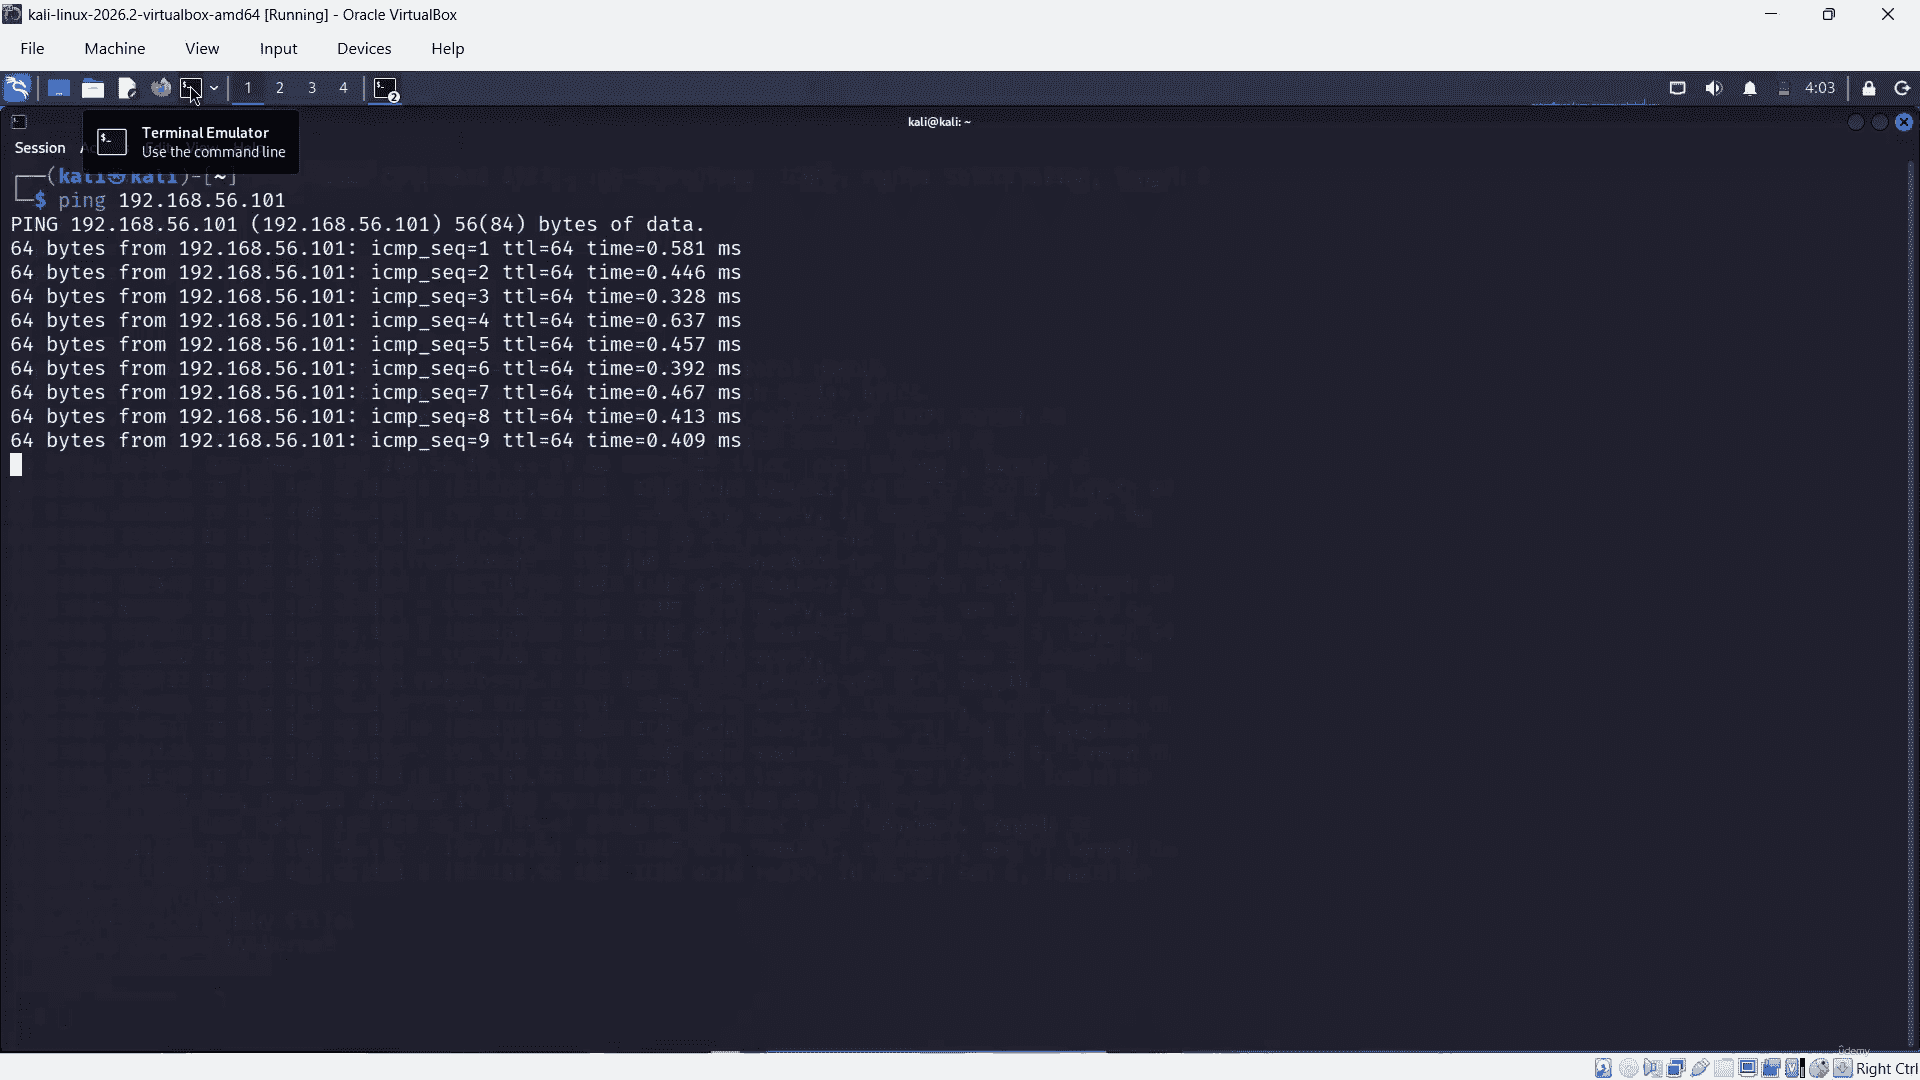 kali-linux-2026.2-virtualbox-amd64 [Running] - Oracle VirtualBox
File Machine View Input Devices Help
1 2 3 4 2 4:03
kali@kali: ~
Terminal Emulator
Use the command line
Session
(kali㉿kali)-[~]
$ ping 192.168.56.101
PING 192.168.56.101 (192.168.56.101) 56(84) bytes of data.
64 bytes from 192.168.56.101: icmp_seq=1 ttl=64 time=0.581 ms
64 bytes from 192.168.56.101: icmp_seq=2 ttl=64 time=0.446 ms
64 bytes from 192.168.56.101: icmp_seq=3 ttl=64 time=0.328 ms
64 bytes from 192.168.56.101: icmp_seq=4 ttl=64 time=0.637 ms
64 bytes from 192.168.56.101: icmp_seq=5 ttl=64 time=0.457 ms
64 bytes from 192.168.56.101: icmp_seq=6 ttl=64 time=0.392 ms
64 bytes from 192.168.56.101: icmp_seq=7 ttl=64 time=0.467 ms
64 bytes from 192.168.56.101: icmp_seq=8 ttl=64 time=0.413 ms
64 bytes from 192.168.56.101: icmp_seq=9 ttl=64 time=0.409 ms
udemy
Right Ctrl